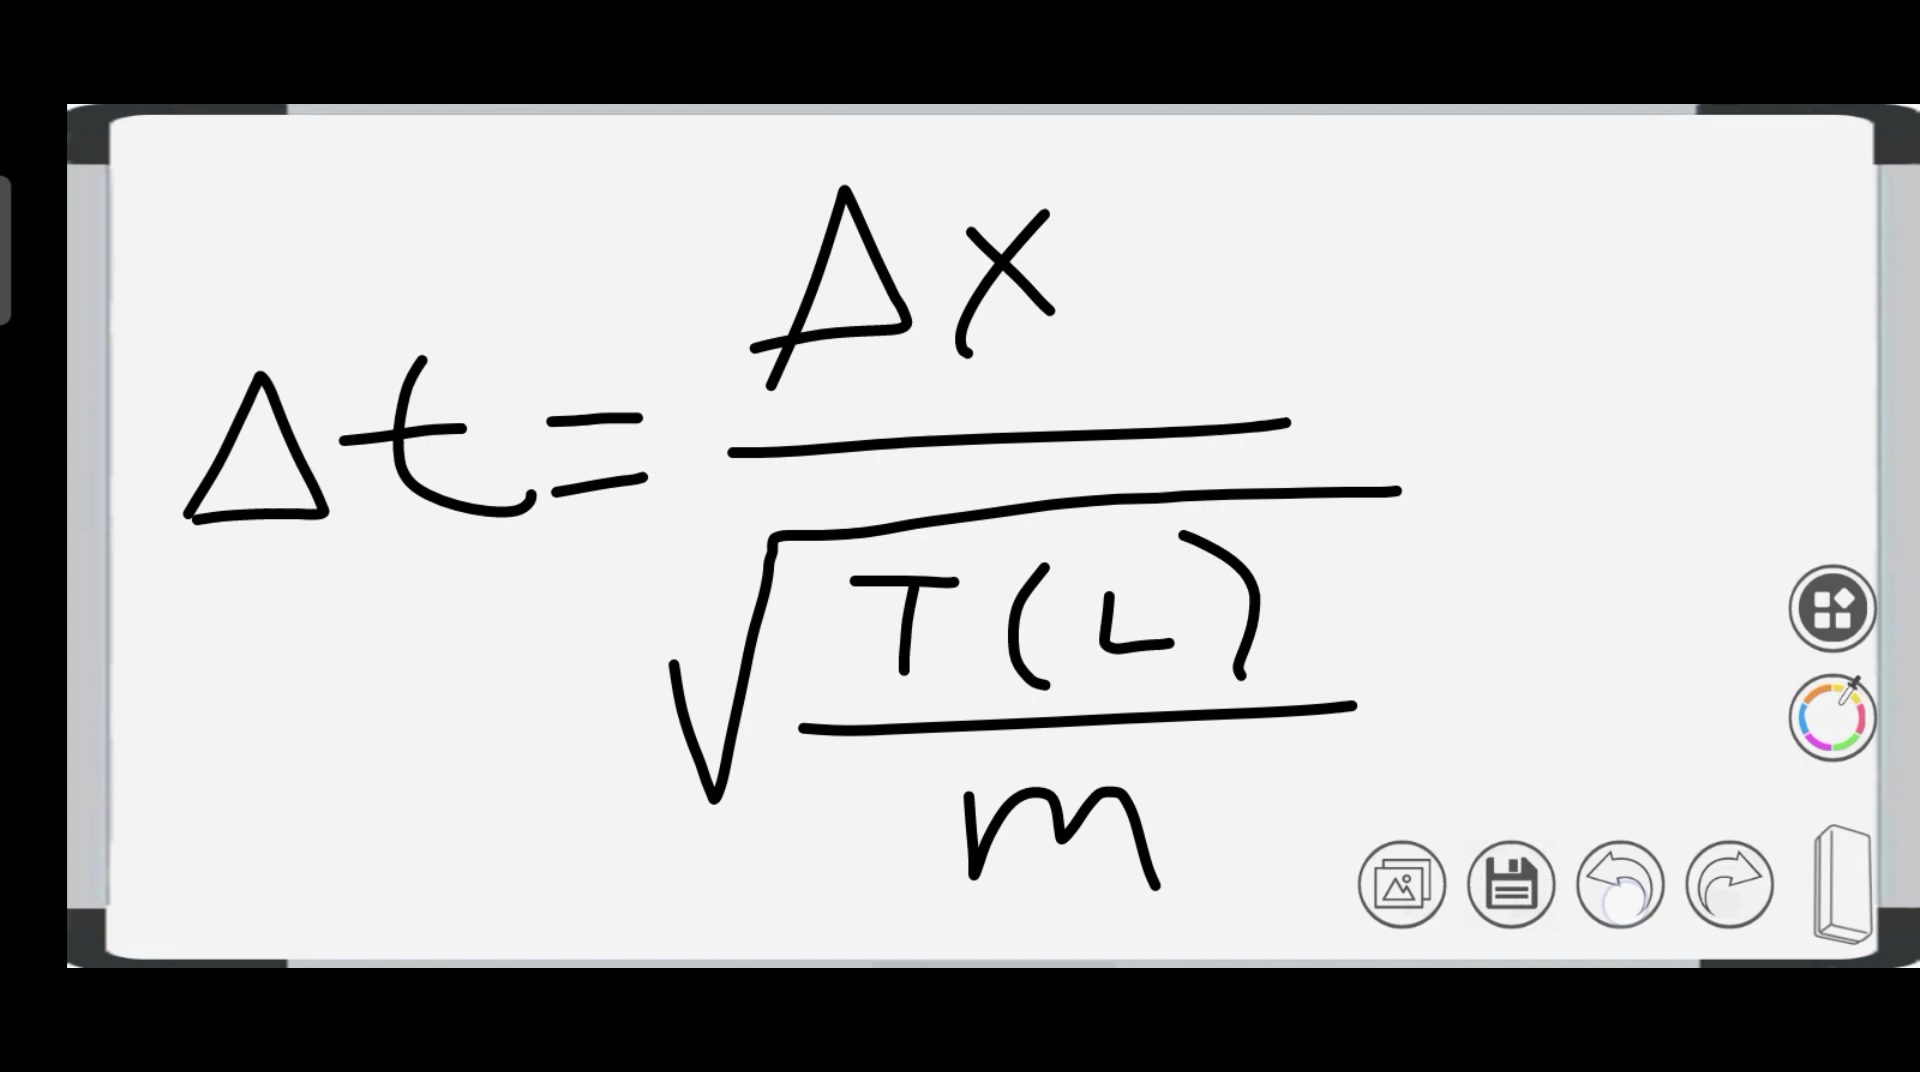 Δt = Δx / √(T(L) / m)